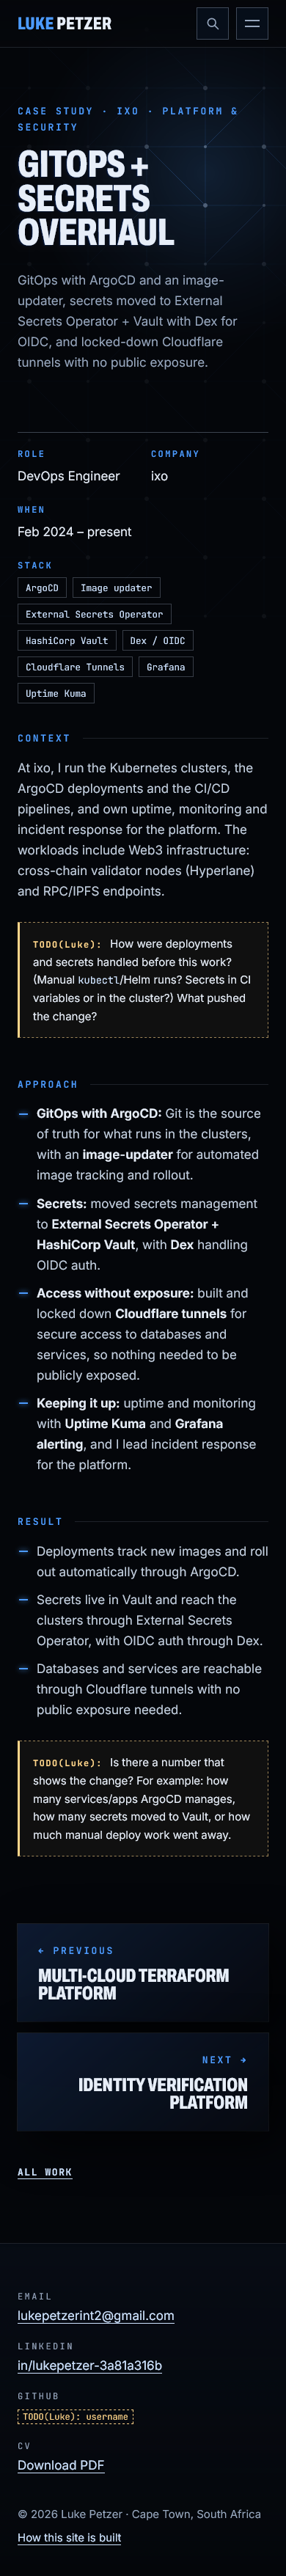 LUKE PETZER
CASE STUDY · IXO · PLATFORM &
SECURITY
GITOPS +
SECRETS
OVERHAUL
GitOps with ArgoCD and an image-
updater, secrets moved to External
Secrets Operator + Vault with Dex for
OIDC, and locked-down Cloudflare
tunnels with no public exposure.
ROLE
DevOps Engineer
COMPANY
ixo
WHEN
Feb 2024 – present
STACK
ArgoCD
Image updater
External Secrets Operator
HashiCorp Vault
Dex / OIDC
Cloudflare Tunnels
Grafana
Uptime Kuma
CONTEXT
At ixo, I run the Kubernetes clusters, the
ArgoCD deployments and the CI/CD
pipelines, and own uptime, monitoring and
incident response for the platform. The
workloads include Web3 infrastructure:
cross-chain validator nodes (Hyperlane)
and RPC/IPFS endpoints.
TODO(Luke): How were deployments
and secrets handled before this work?
(Manual kubectl/Helm runs? Secrets in CI
variables or in the cluster?) What pushed
the change?
APPROACH
GitOps with ArgoCD: Git is the source
of truth for what runs in the clusters,
with an image-updater for automated
image tracking and rollout.
Secrets: moved secrets management
to External Secrets Operator +
HashiCorp Vault, with Dex handling
OIDC auth.
Access without exposure: built and
locked down Cloudflare tunnels for
secure access to databases and
services, so nothing needed to be
publicly exposed.
Keeping it up: uptime and monitoring
with Uptime Kuma and Grafana
alerting, and I lead incident response
for the platform.
RESULT
Deployments track new images and roll
out automatically through ArgoCD.
Secrets live in Vault and reach the
clusters through External Secrets
Operator, with OIDC auth through Dex.
Databases and services are reachable
through Cloudflare tunnels with no
public exposure needed.
TODO(Luke): Is there a number that
shows the change? For example: how
many services/apps ArgoCD manages,
how many secrets moved to Vault, or how
much manual deploy work went away.
← PREVIOUS
MULTI-CLOUD TERRAFORM
PLATFORM
NEXT →
IDENTITY VERIFICATION
PLATFORM
ALL WORK
EMAIL
lukepetzerint2@gmail.com
LINKEDIN
in/lukepetzer-3a81a316b
GITHUB
TODO(Luke): username
CV
Download PDF
© 2026 Luke Petzer · Cape Town, South Africa
How this site is built